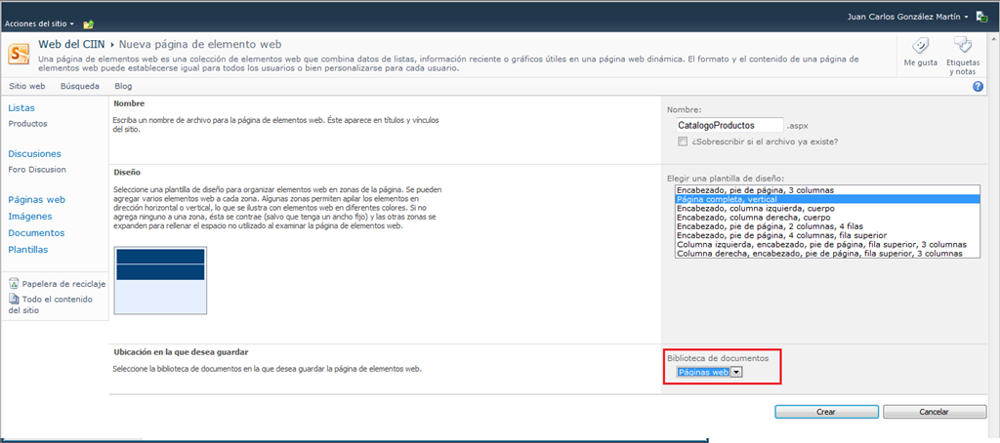 Acciones del sitio
Juan Carlos González Martín
Web del CIIN ▸ Nueva página de elemento web
Una página de elementos web es una colección de elementos web que combina datos de listas, información reciente o gráficos útiles en una página web dinámica. El formato y el contenido de una página de
elementos web puede establecerse igual para todos los usuarios o bien personalizarse para cada usuario.
Me gusta
Etiquetas
y notas
Sitio web Búsqueda Blog
Listas
Productos
Discusiones
Foro Discusion
Páginas web
Imágenes
Documentos
Plantillas
Papelera de reciclaje
Todo el contenido
del sitio
Nombre
Escriba un nombre de archivo para la página de elementos web. Éste aparece en títulos y vínculos
del sitio.
Nombre:
CatalogoProductos .aspx
¿Sobrescribir si el archivo ya existe?
Diseño
Seleccione una plantilla de diseño para organizar elementos web en zonas de la página. Se pueden
agregar varios elementos web a cada zona. Algunas zonas permiten apilar los elementos en
dirección horizontal o vertical, lo que se ilustra con elementos web en diferentes colores. Si no
agrega ninguno a una zona, ésta se contrae (salvo que tenga un ancho fijo) y las otras zonas se
expanden para rellenar el espacio no utilizado al examinar la página de elementos web.
Elegir una plantilla de diseño:
Encabezado, pie de página, 3 columnas
Página completa, vertical
Encabezado, columna izquierda, cuerpo
Encabezado, columna derecha, cuerpo
Encabezado, pie de página, 2 columnas, 4 filas
Encabezado, pie de página, 4 columnas, fila superior
Columna izquierda, encabezado, pie de página, fila superior, 3 columnas
Columna derecha, encabezado, pie de página, fila superior, 3 columnas
Ubicación en la que desea guardar
Seleccione la biblioteca de documentos en la que desea guardar la página de elementos web.
Biblioteca de documentos
Páginas web
Crear
Cancelar